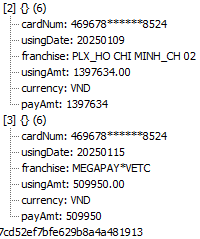 [2] {} (6)
cardNum: 469678******8524
usingDate: 20250109
franchise: PLX_HO CHI MINH_CH 02
usingAmt: 1397634.00
currency: VND
payAmt: 1397634
[3] {} (6)
cardNum: 469678******8524
usingDate: 20250115
franchise: MEGAPAY*VETC
usingAmt: 509950.00
currency: VND
payAmt: 509950
7cd52ef7bfe629b8a4a481913